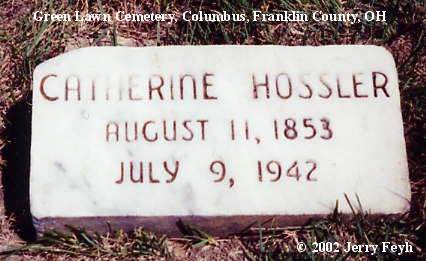 Green Lawn Cemetery, Columbus, Franklin County, OH
CATHERINE HOSSLER
AUGUST 11, 1853
JULY 9, 1942
© 2002 Jerry Feyh